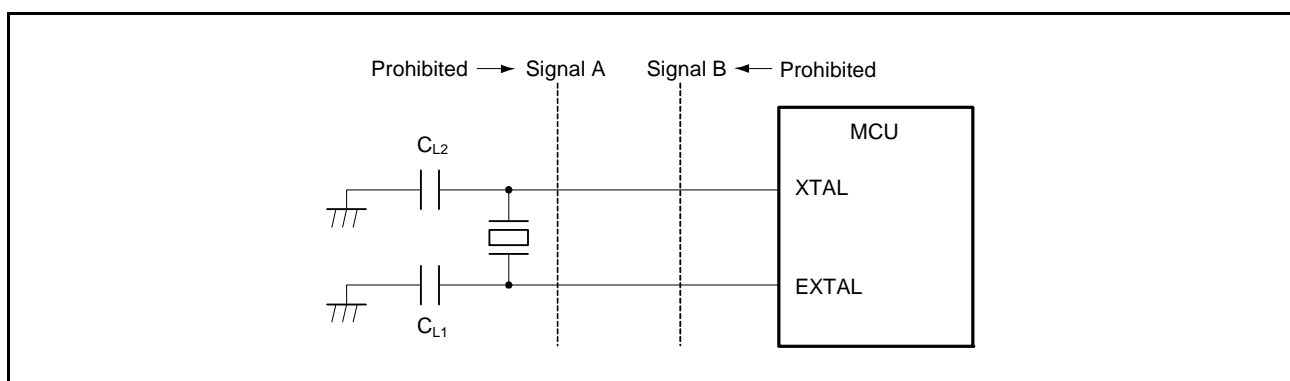 Prohibited Signal A Signal B Prohibited
MCU
CL2
XTAL
EXTAL
CL1